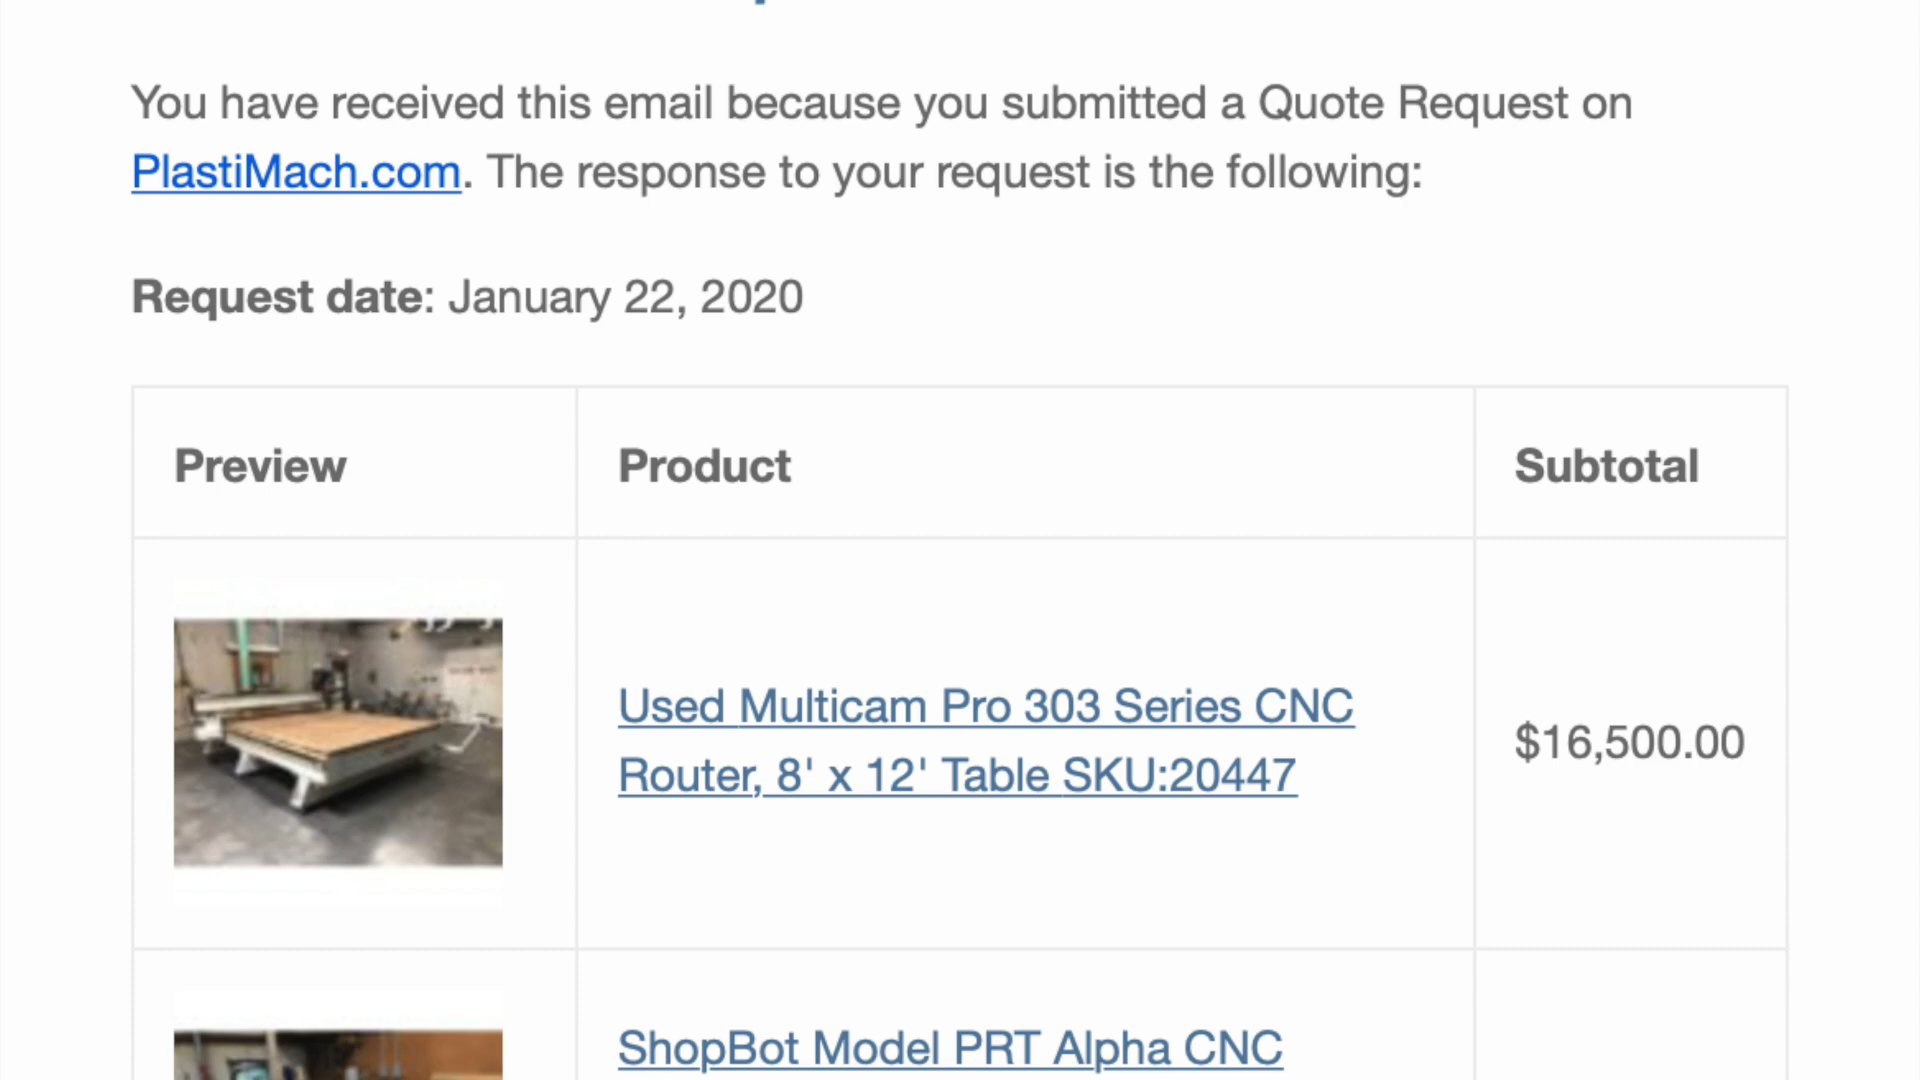 You have received this email because you submitted a Quote Request on
PlastiMach.com. The response to your request is the following:
Request date: January 22, 2020
Preview Product Subtotal
Used Multicam Pro 303 Series CNC
Router, 8' x 12' Table SKU:20447
$16,500.00
ShopBot Model PRT Alpha CNC